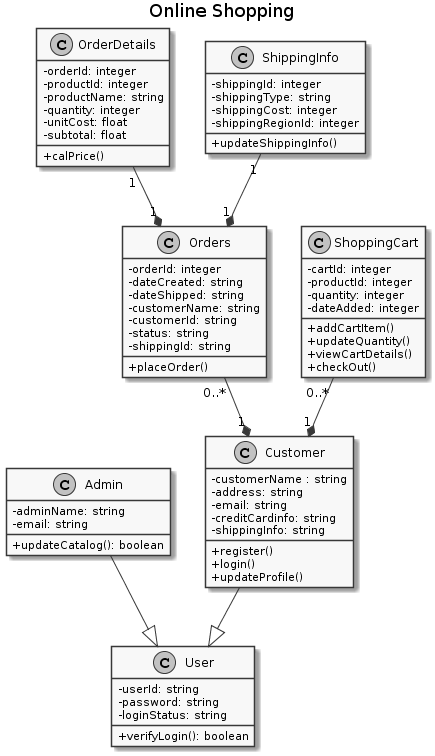 Online Shopping
C OrderDetails
-orderId: integer
-productId: integer
-productName: string
-quantity: integer
-unitCost: float
-subtotal: float
+calPrice()
C ShippingInfo
-shippingId: integer
-shippingType: string
-shippingCost: integer
-shippingRegionId: integer
+updateShippingInfo()
1
1
1
1
C Orders
-orderId: integer
-dateCreated: string
-dateShipped: string
-customerName: string
-customerId: string
-status: string
-shippingId: string
+placeOrder()
C ShoppingCart
-cartId: integer
-productId: integer
-quantity: integer
-dateAdded: integer
+addCartItem()
+updateQuantity()
+viewCartDetails()
+checkOut()
0..*
0..*
1
1
C Customer
-customerName : string
-address: string
-email: string
-creditCardinfo: string
-shippingInfo: string
+register()
+login()
+updateProfile()
C Admin
-adminName: string
-email: string
+updateCatalog(): boolean
C User
-userId: string
-password: string
-loginStatus: string
+verifyLogin(): boolean